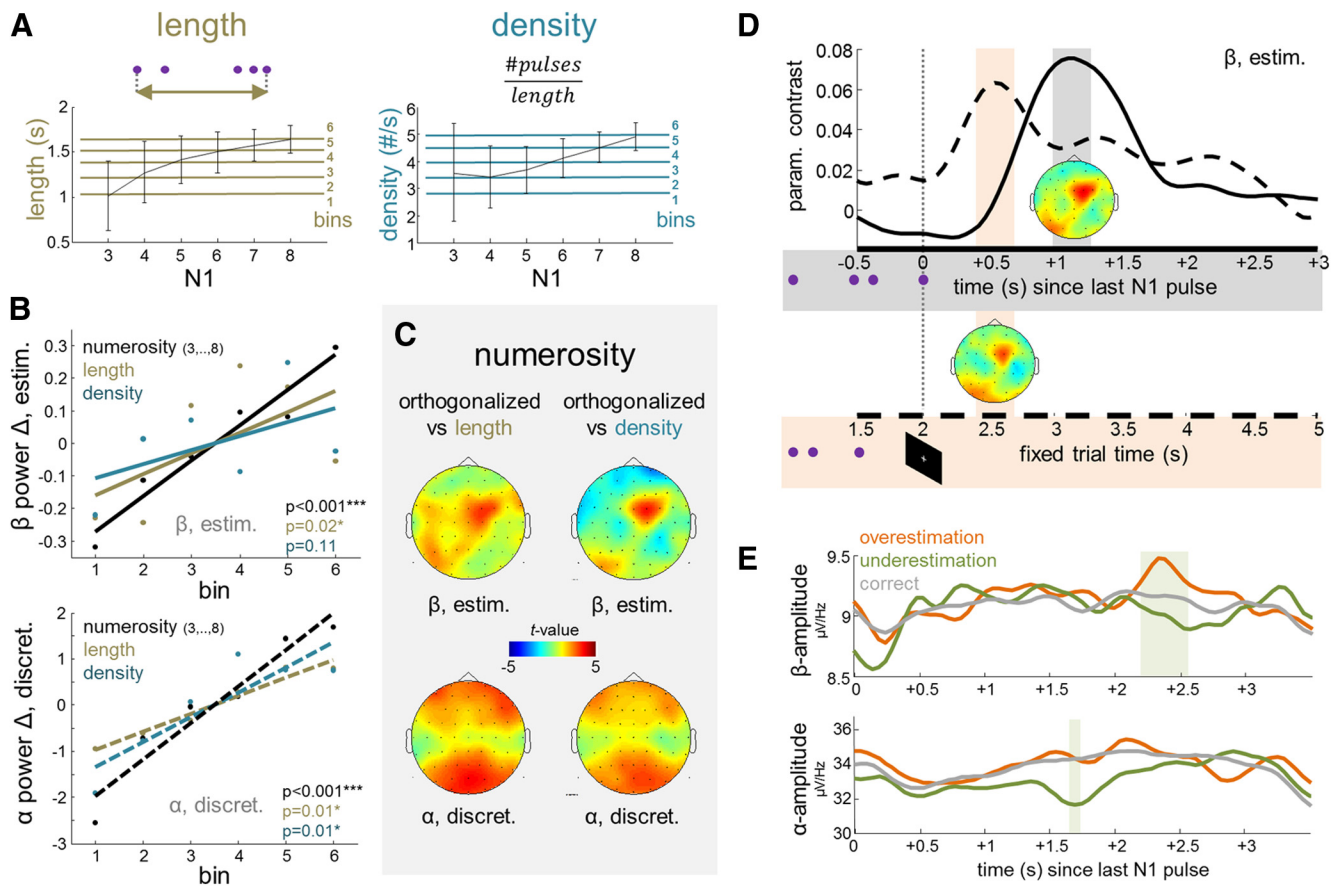 A
length
density
#pulses
length
length (s)
2
1.5
1
0.5
6
5
4
3
2
1
bins
3 4 5 6 7 8
N1
density (#/s)
6
5
4
3
2
1
6
5
4
3
2
1
bins
3 4 5 6 7 8
N1
B
β power Δ, estim.
0.3
0.2
0.1
0
-0.1
-0.2
-0.3
numerosity (3,..,8)
length
density
β, estim.
p<0.001***
p=0.02*
p=0.11
1 2 3 4 5 6
bin
α power Δ, discret.
2
1
0
-1
-2
-3
numerosity (3,..,8)
length
density
α, discret.
p<0.001***
p=0.01*
p=0.01*
1 2 3 4 5 6
bin
C
numerosity
orthogonalized
vs length
orthogonalized
vs density
β, estim.
β, estim.
t-value
-5 5
α, discret.
α, discret.
D
β, estim.
param. contrast
0.08
0.06
0.04
0.02
0
-0.5 0 +0.5 +1 +1.5 +2 +2.5 +3
time (s) since last N1 pulse
1.5 2 2.5 3 3.5 4 4.5 5
fixed trial time (s)
E
overestimation
underestimation
correct
β-amplitude
μV/Hz
9.5
9
8.5
0 +0.5 +1 +1.5 +2 +2.5 +3
α-amplitude
μV/Hz
36
34
32
30
0 +0.5 +1 +1.5 +2 +2.5 +3
time (s) since last N1 pulse